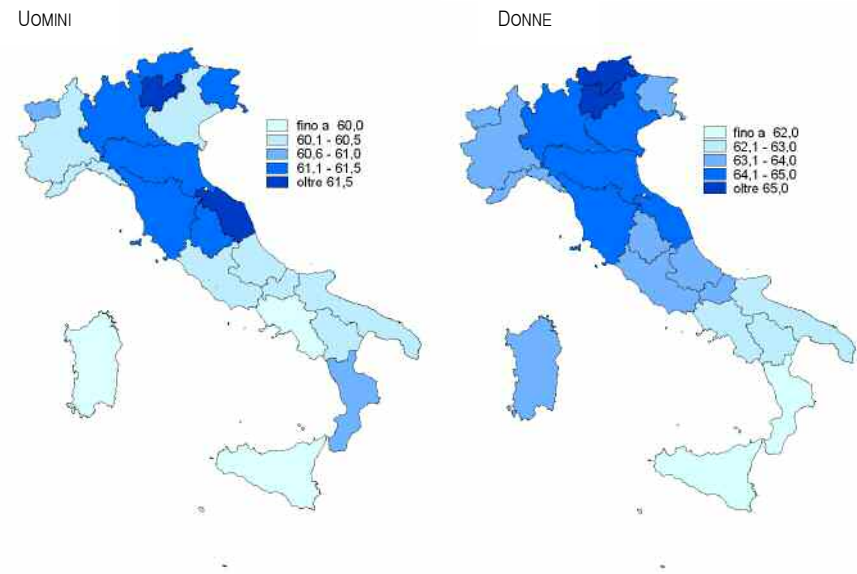 UOMINI
DONNE
fino a 60,0
60,1 - 60,5
60,6 - 61,0
61,1 - 61,5
oltre 61,5
fino a 62,0
62,1 - 63,0
63,1 - 64,0
64,1 - 65,0
oltre 65,0